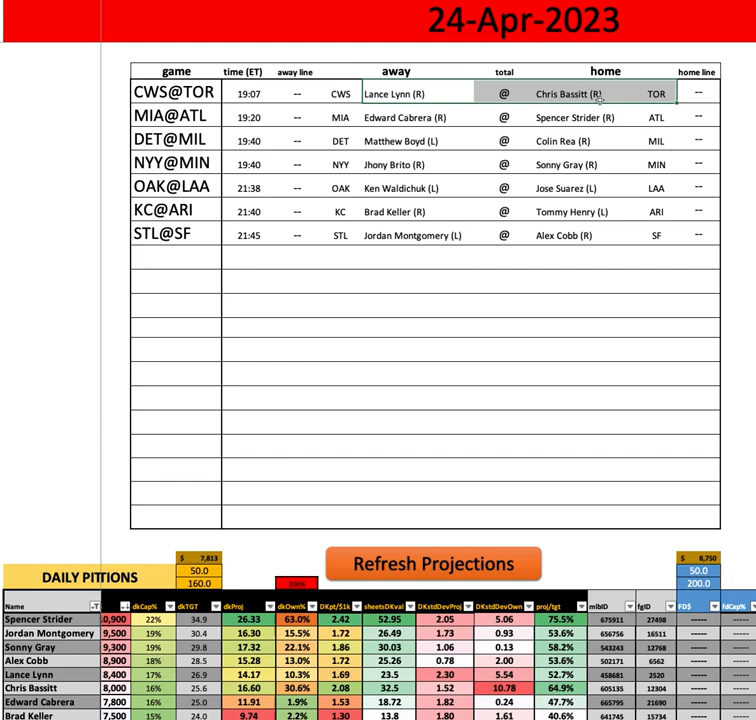 24-Apr-2023
game time (ET) away line away total home home line
CWS@TOR 19:07 -- CWS Lance Lynn (R) @ Chris Bassitt (R) TOR --
MIA@ATL 19:20 -- MIA Edward Cabrera (R) @ Spencer Strider (R) ATL --
DET@MIL 19:40 -- DET Matthew Boyd (L) @ Colin Rea (R) MIL --
NYY@MIN 19:40 -- NYY Jhony Brito (R) @ Sonny Gray (R) MIN --
OAK@LAA 21:38 -- OAK Ken Waldichuk (L) @ Jose Suarez (L) LAA --
KC@ARI 21:40 -- KC Brad Keller (R) @ Tommy Henry (L) ARI --
STL@SF 21:45 -- STL Jordan Montgomery (L) @ Alex Cobb (R) SF --
$ 7,813 Refresh Projections $ 8,750
DAILY PITIONS 50.0 50.0
160.0 200.0
Name dkCap% dkTGT dkProj dkOwn% DKpt/$1k sheetsDKval DKstdDevProj DKstdDevOwn proj/tgt mlbID fgID FD$ fdCap%
Spencer Strider 10,900 22% 34.9 26.33 63.0% 2.42 52.95 2.05 5.06 75.5% 675911 27498 ----- -----
Jordan Montgomery 9,500 19% 30.4 16.30 15.5% 1.72 26.49 1.73 0.93 53.6% 656756 16511 ----- -----
Sonny Gray 9,300 19% 29.8 17.32 22.1% 1.86 30.03 1.06 0.13 58.2% 543243 12768 ----- -----
Alex Cobb 8,900 18% 28.5 15.28 13.0% 1.72 25.26 0.78 2.00 53.6% 502171 6562 ----- -----
Lance Lynn 8,400 17% 26.9 14.17 10.3% 1.69 23.5 2.30 5.54 52.7% 458681 2520 ----- -----
Chris Bassitt 8,000 16% 25.6 16.60 30.6% 2.08 32.5 1.52 10.78 64.9% 605135 12304 ----- -----
Edward Cabrera 7,800 16% 25.0 11.91 1.9% 1.53 18.72 1.82 0.24 47.7% 665795 21690 ----- -----
Brad Keller 7,500 15% 24.0 9.74 2.2% 1.30 13.8 1.80 1.61 40.6% 641745 15734 ----- -----